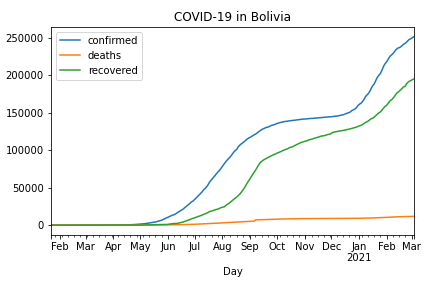 COVID-19 in Bolivia
confirmed
deaths
recovered
250000
200000
150000
100000
50000
0
Feb Mar Apr May Jun Jul Aug Sep Oct Nov Dec Jan Feb Mar
2021
Day